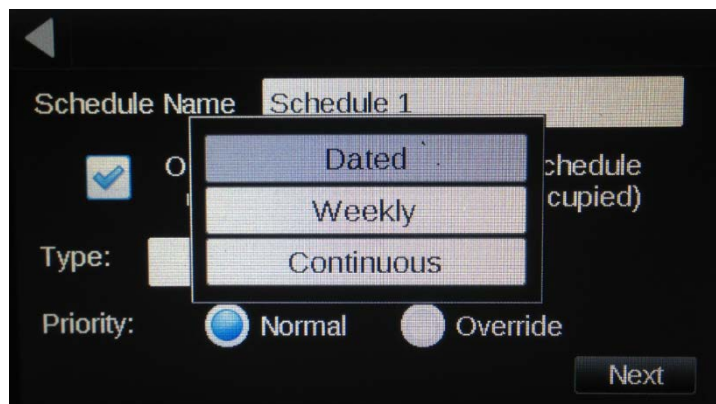 Schedule Name Schedule 1
Dated
chedule
cupied)
Weekly
Type:
Continuous
Priority: Normal Override
Next